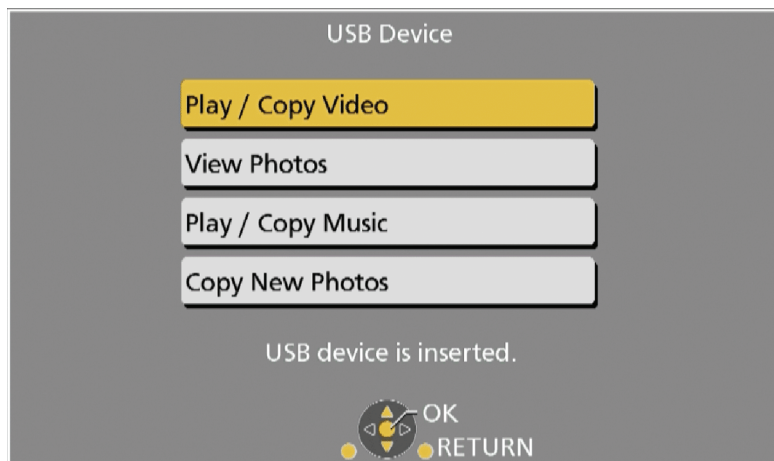 USB Device
Play / Copy Video
View Photos
Play / Copy Music
Copy New Photos
USB device is inserted.
OK
RETURN